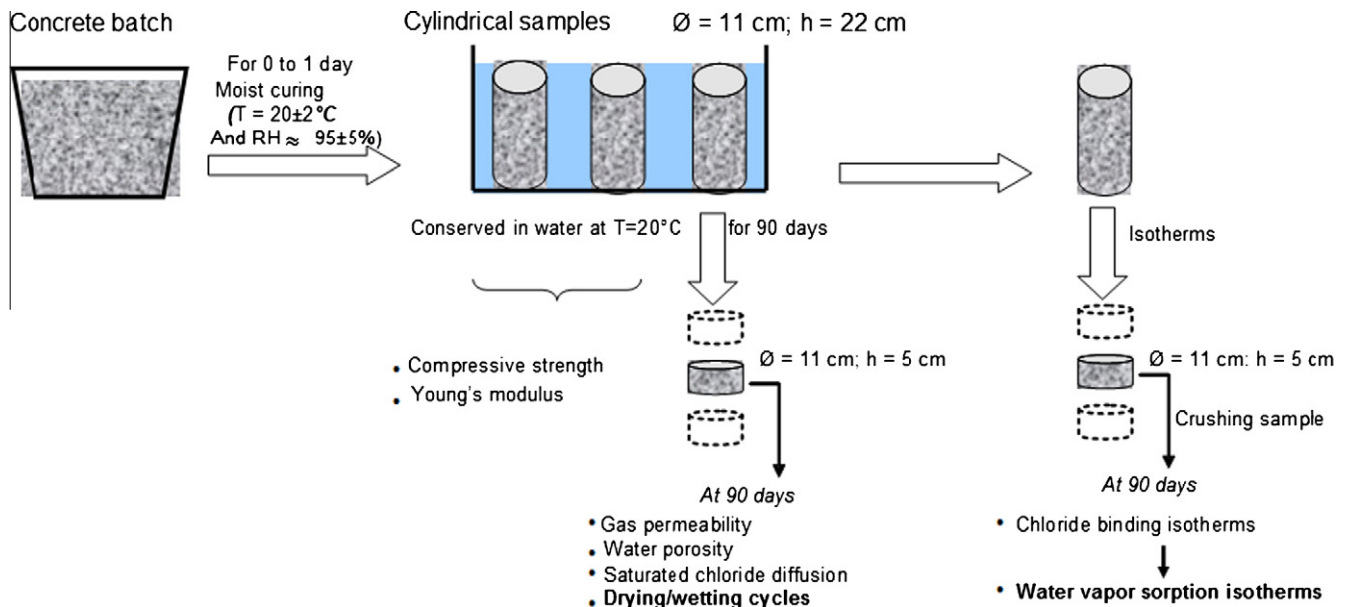 Concrete batch
For 0 to 1 day
Moist curing
(T = 20±2°C
And RH ≈ 95±5%)
Cylindrical samples Ø = 11 cm; h = 22 cm
Conserved in water at T=20°C for 90 days
Isotherms
• Compressive strength
• Young's modulus
Ø = 11 cm; h = 5 cm
At 90 days
• Gas permeability
• Water porosity
• Saturated chloride diffusion
• Drying/wetting cycles
Ø = 11 cm: h = 5 cm
Crushing sample
At 90 days
• Chloride binding isotherms
• Water vapor sorption isotherms